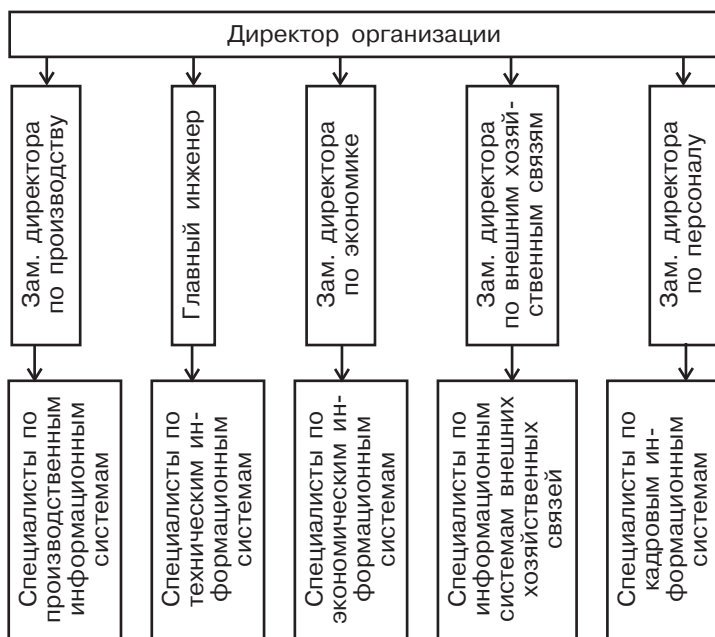 Директор организации
Зам. директора
по производству
Главный инженер
Зам. директора
по экономике
Зам. директора
по внешним хозяй-
ственным связям
Зам. директора
по персоналу
Специалисты по
производственным
информационным
системам
Специалисты по
техническим ин-
формационным
системам
Специалисты по
экономическим ин-
формационным
системам
Специалисты по
информационным
системам внешних
хозяйственных
связей
Специалисты по
кадровым ин-
формационным
системам